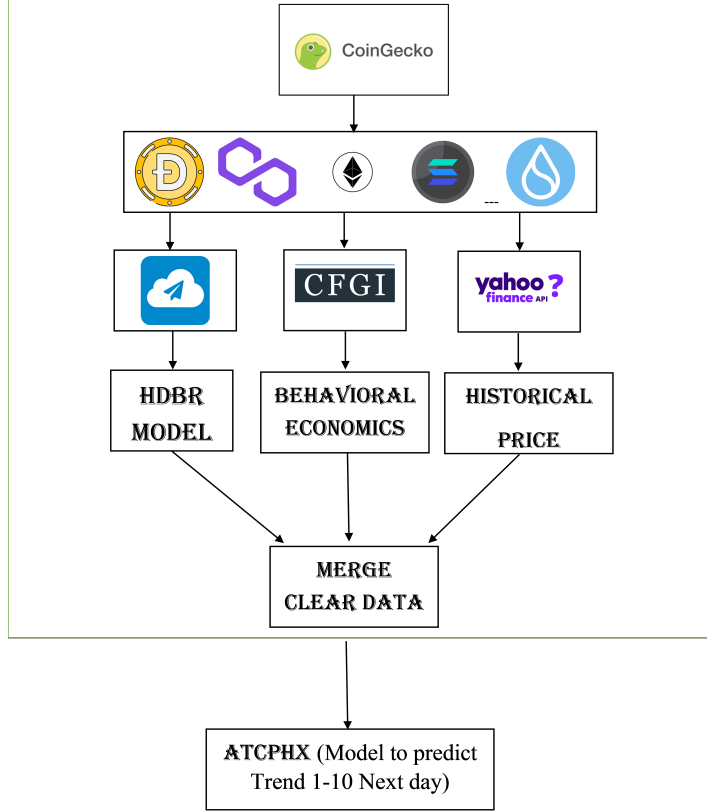 CoinGecko
---
CFGI
yahoo?
finance API
HDBR
MODEL
BEHAVIORAL
ECONOMICS
HISTORICAL
PRICE
MERGE
CLEAR DATA
ATCPHX (Model to predict
Trend 1-10 Next day)